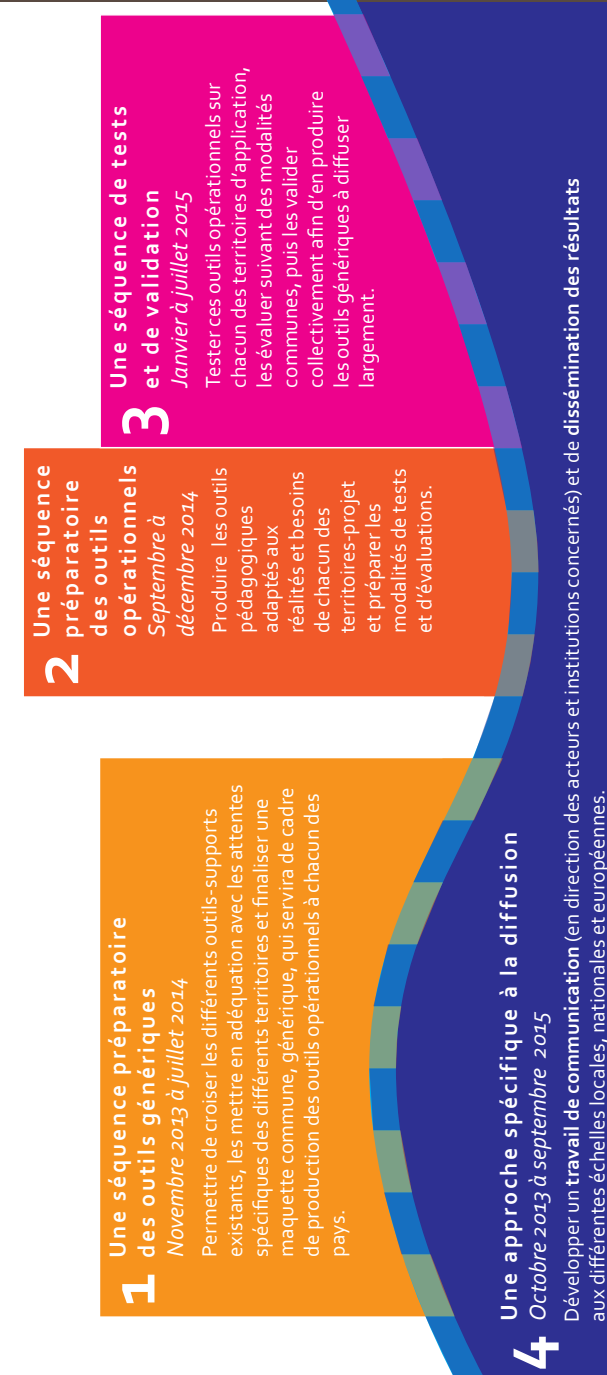 1
Une séquence préparatoire
des outils génériques
Novembre 2013 à juillet 2014
Permettre de croiser les différents outils-supports
existants, les mettre en adéquation avec les attentes
spécifiques des différents territoires et finaliser une
maquette commune, générique, qui servira de cadre
de production des outils opérationnels à chacun des
pays.
2
Une séquence
préparatoire
des outils
opérationnels
Septembre à
décembre 2014
Produire les outils
pédagogiques
adaptés aux
réalités et besoins
de chacun des
territoires-projet
et préparer les
modalités de tests
et d'évaluations.
3
Une séquence de tests
et de validation
Janvier à juillet 2015
Tester ces outils opérationnels sur
chacun des territoires d'application,
les évaluer suivant des modalités
communes, puis les valider
collectivement afin d'en produire
les outils génériques à diffuser
largement.
4
Une approche spécifique à la diffusion
Octobre 2013 à septembre 2015
Développer un travail de communication (en direction des acteurs et institutions concernés) et de dissémination des résultats
aux différentes échelles locales, nationales et européennes.